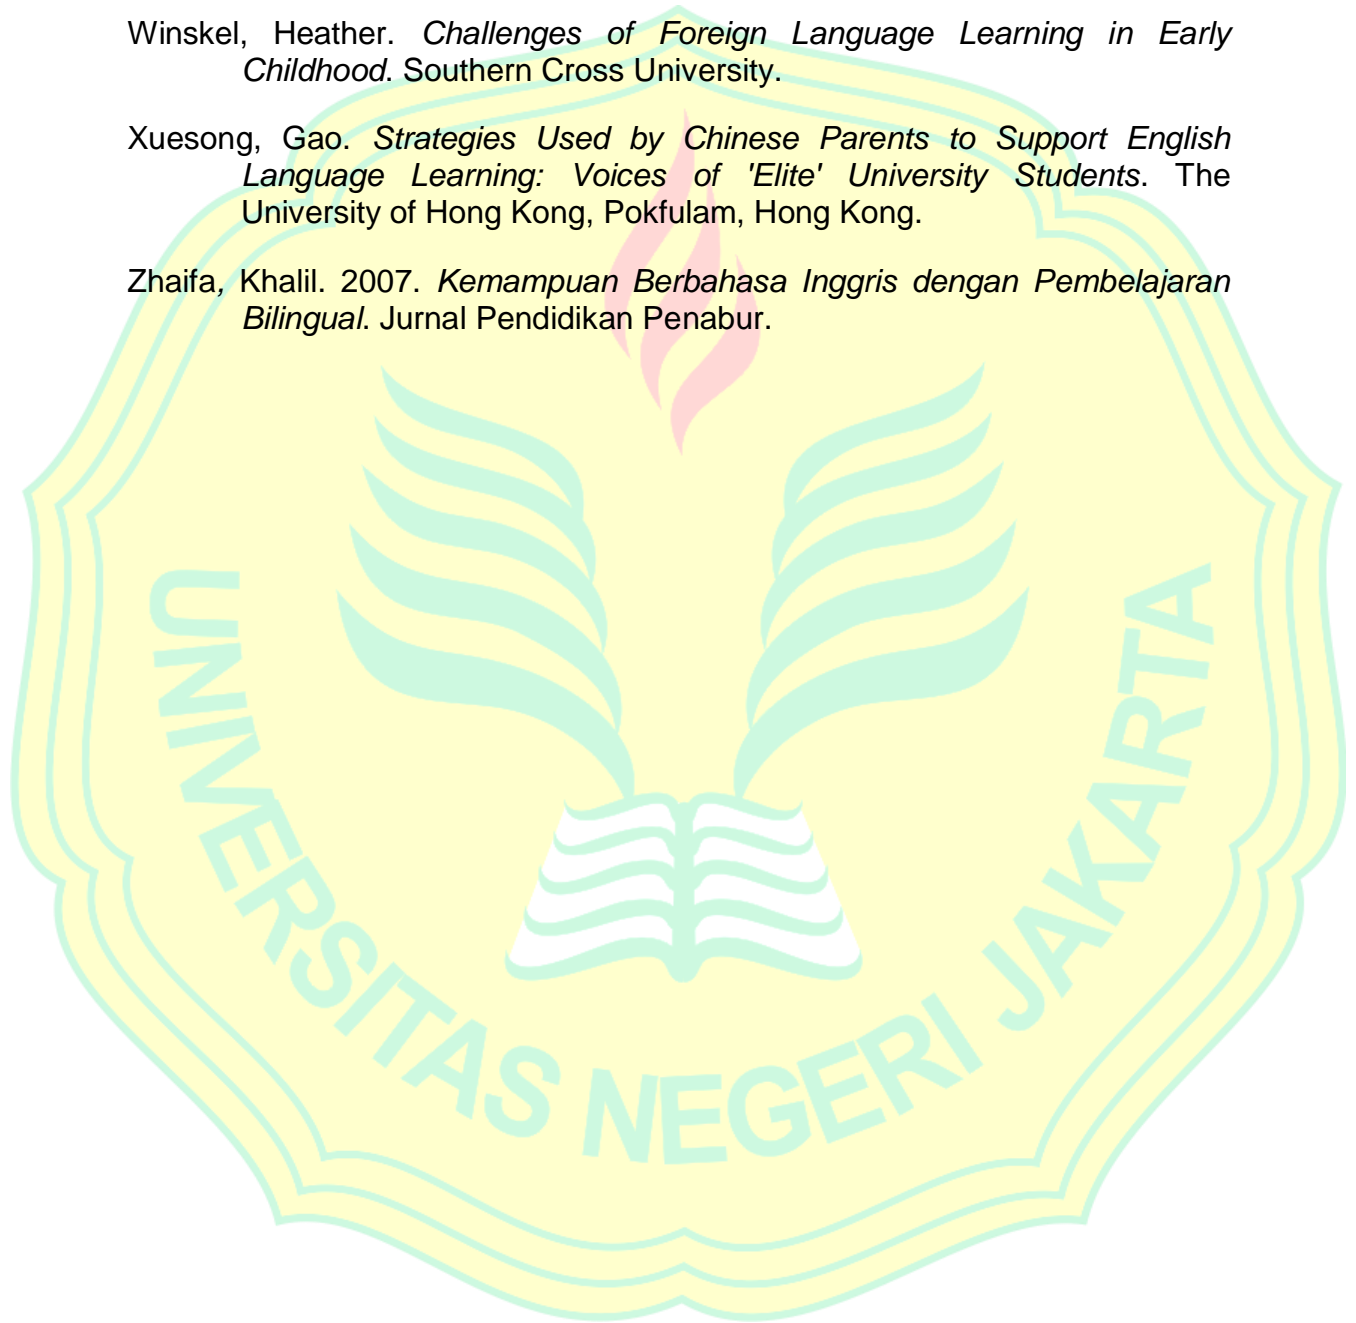 Winskel, Heather. Challenges of Foreign Language Learning in Early
Childhood. Southern Cross University.
Xuesong, Gao. Strategies Used by Chinese Parents to Support English
Language Learning: Voices of 'Elite' University Students. The
University of Hong Kong, Pokfulam, Hong Kong.
Zhaifa, Khalil. 2007. Kemampuan Berbahasa Inggris dengan Pembelajaran
Bilingual. Jurnal Pendidikan Penabur.
UNIVERSITAS NEGERI JAKARTA